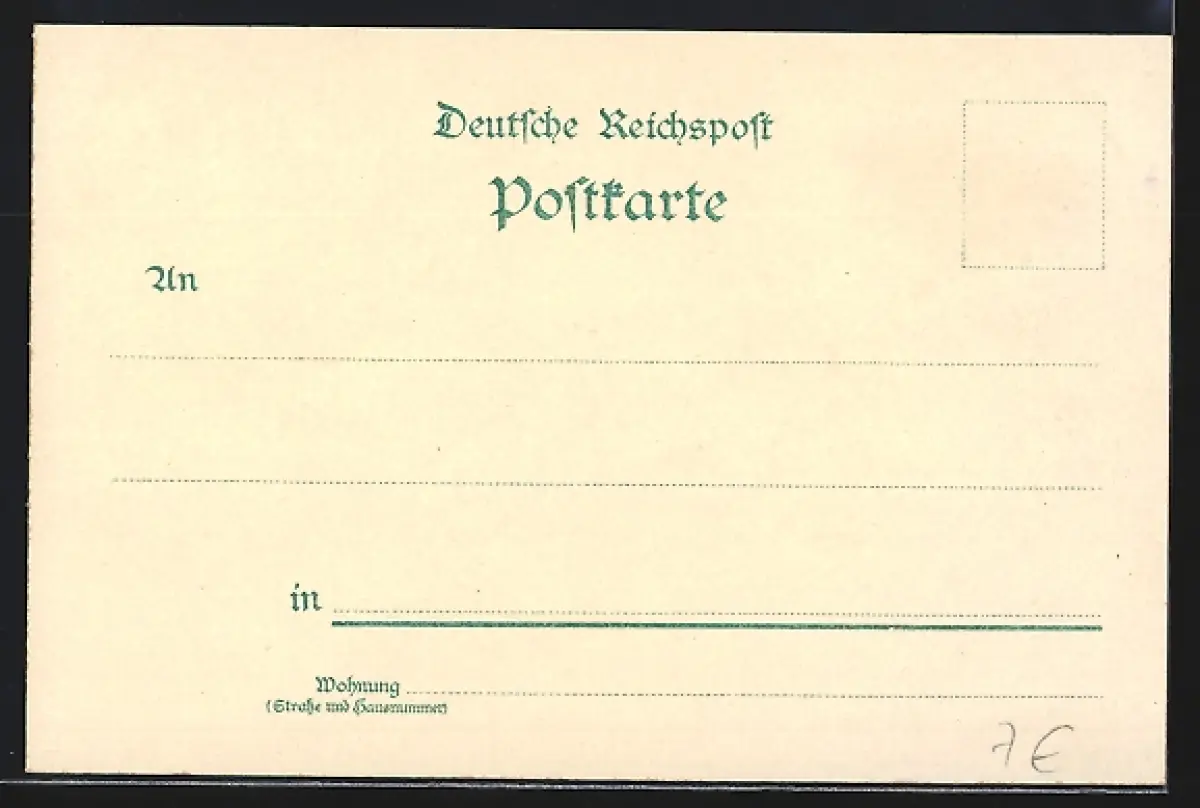 Deutsche Reichspost
Postkarte
An
in
Wohnung
(Straße und Hausnummer)
7 €